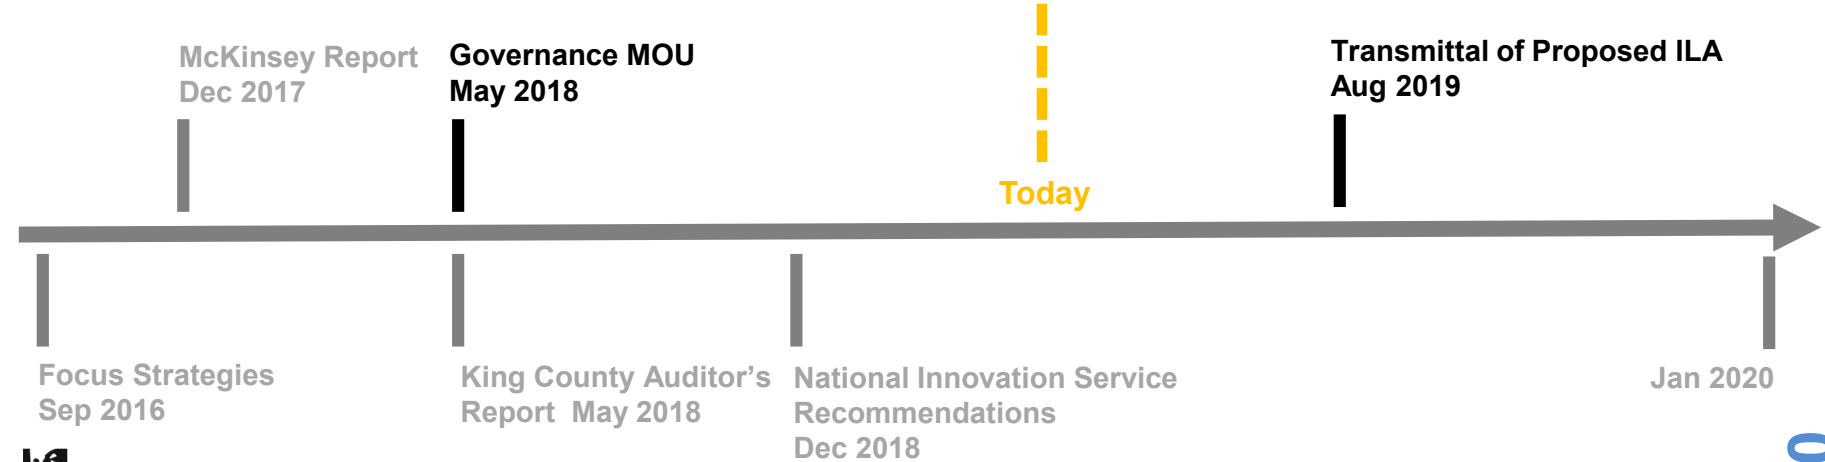 McKinsey Report
Dec 2017
Governance MOU
May 2018
Transmittal of Proposed ILA
Aug 2019
Today
Focus Strategies
Sep 2016
King County Auditor's
Report  May 2018
National Innovation Service
Recommendations
Dec 2018
Jan 2020